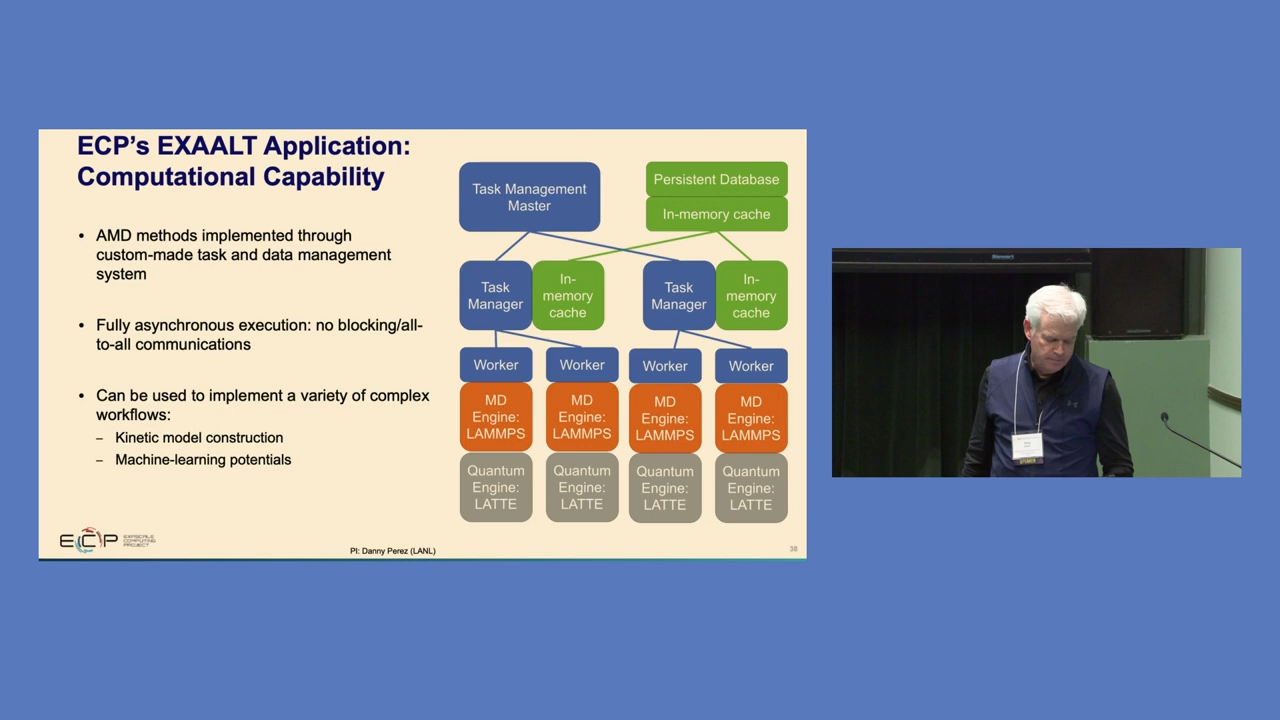 ECP's EXAALT Application:
Computational Capability
• AMD methods implemented through
custom-made task and data management
system
• Fully asynchronous execution: no blocking/all-
to-all communications
• Can be used to implement a variety of complex
workflows:
– Kinetic model construction
– Machine-learning potentials
Task Management
Master
Persistent Database
In-memory cache
Task
Manager
In-
memory
cache
Task
Manager
In-
memory
cache
Worker
Worker
Worker
Worker
MD
Engine:
LAMMPS
MD
Engine:
LAMMPS
MD
Engine:
LAMMPS
MD
Engine:
LAMMPS
Quantum
Engine:
LATTE
Quantum
Engine:
LATTE
Quantum
Engine:
LATTE
Quantum
Engine:
LATTE
ECP
EXASCALE
COMPUTING
PROJECT
PI: Danny Perez (LANL)
38